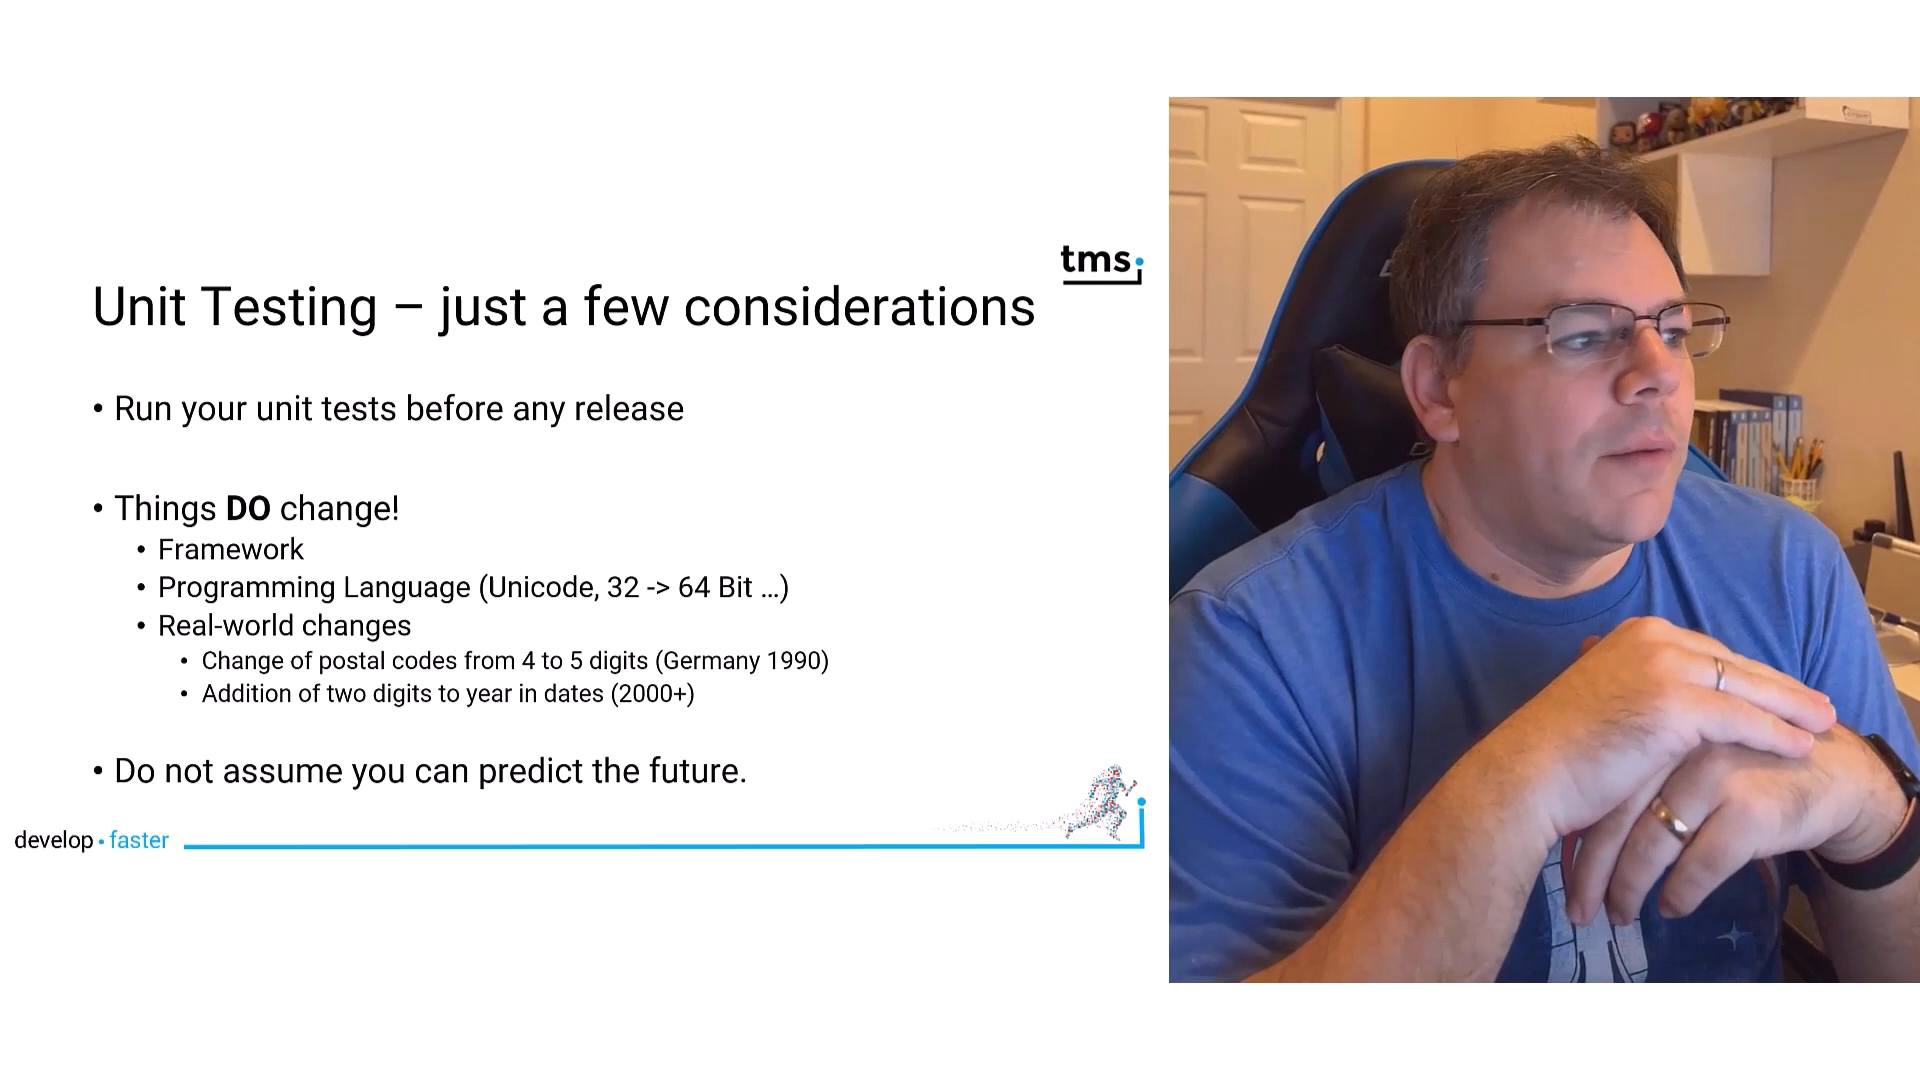 tms
Unit Testing – just a few considerations
• Run your unit tests before any release
• Things DO change!
• Framework
• Programming Language (Unicode, 32 -> 64 Bit ...)
• Real-world changes
• Change of postal codes from 4 to 5 digits (Germany 1990)
• Addition of two digits to year in dates (2000+)
• Do not assume you can predict the future.
develop • faster